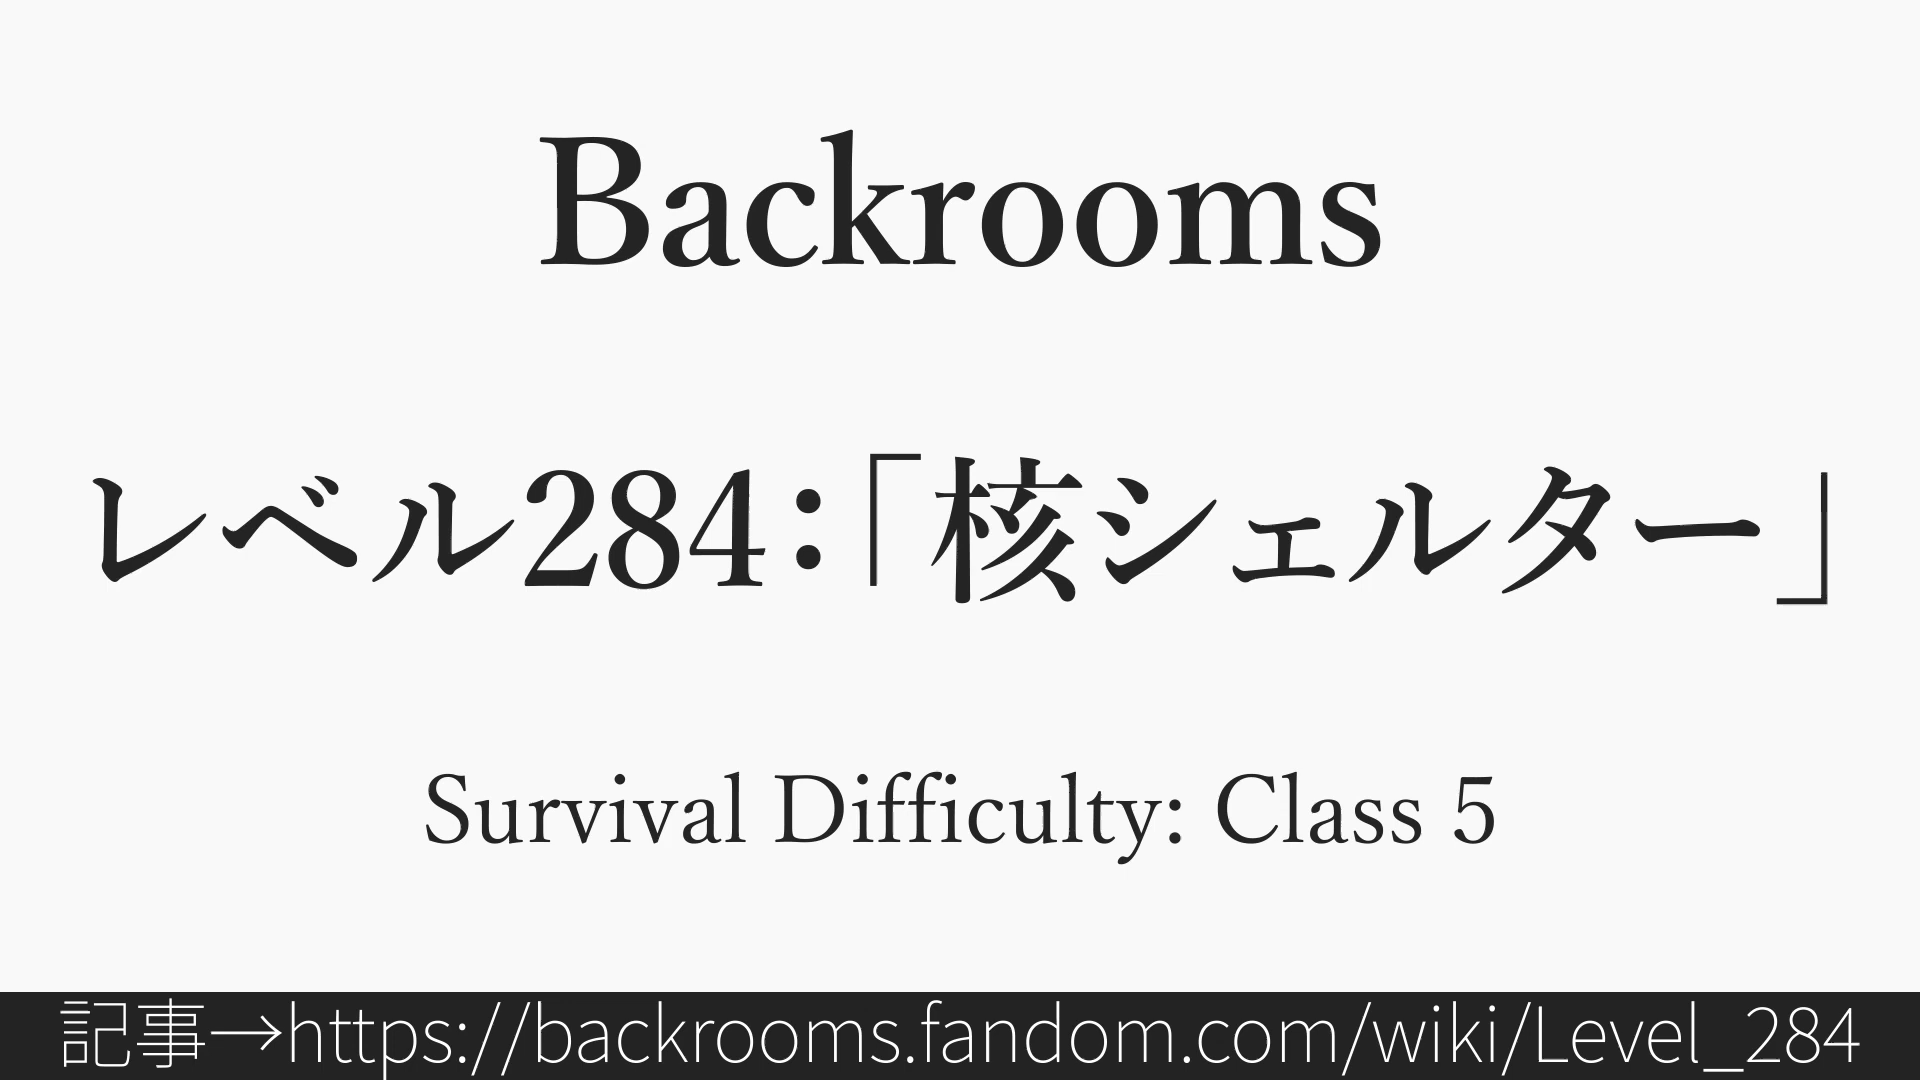 Backrooms
レベル284：「核シェルター」
Survival Difficulty: Class 5
記事→https://backrooms.fandom.com/wiki/Level_284